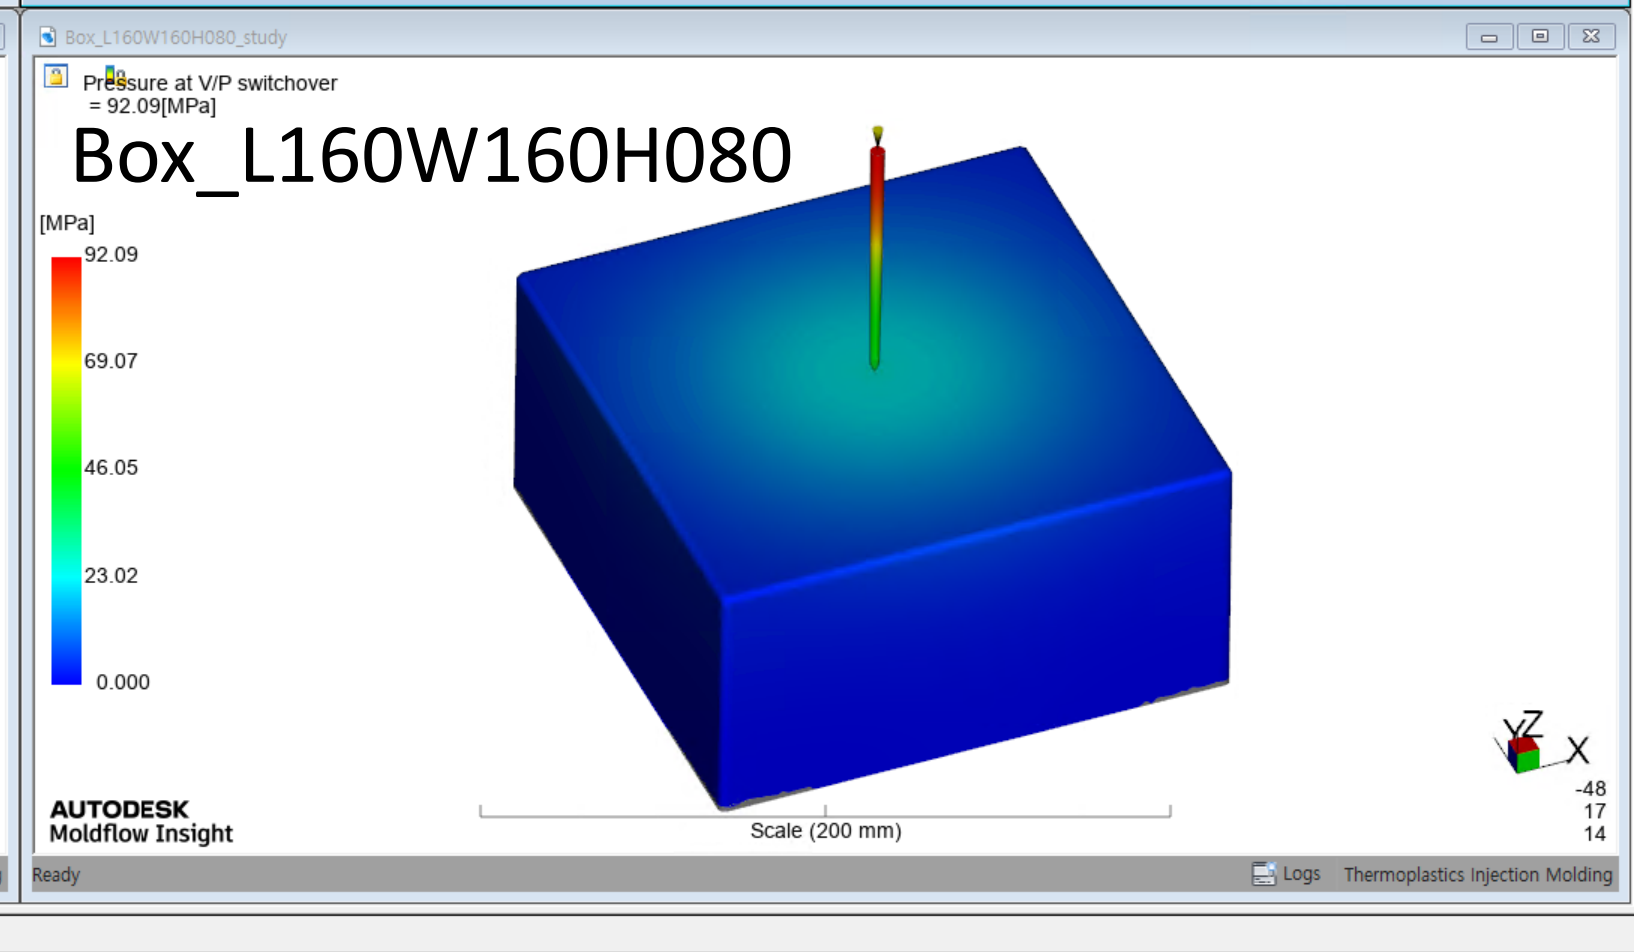 Box_L160W160H080_study
Pressure at V/P switchover
= 92.09[MPa]
Box_L160W160H080
[MPa]
92.09
69.07
46.05
23.02
0.000
YZ
X
-48
17
14
AUTODESK
Moldflow Insight
Scale (200 mm)
Ready
Logs
Thermoplastics Injection Molding